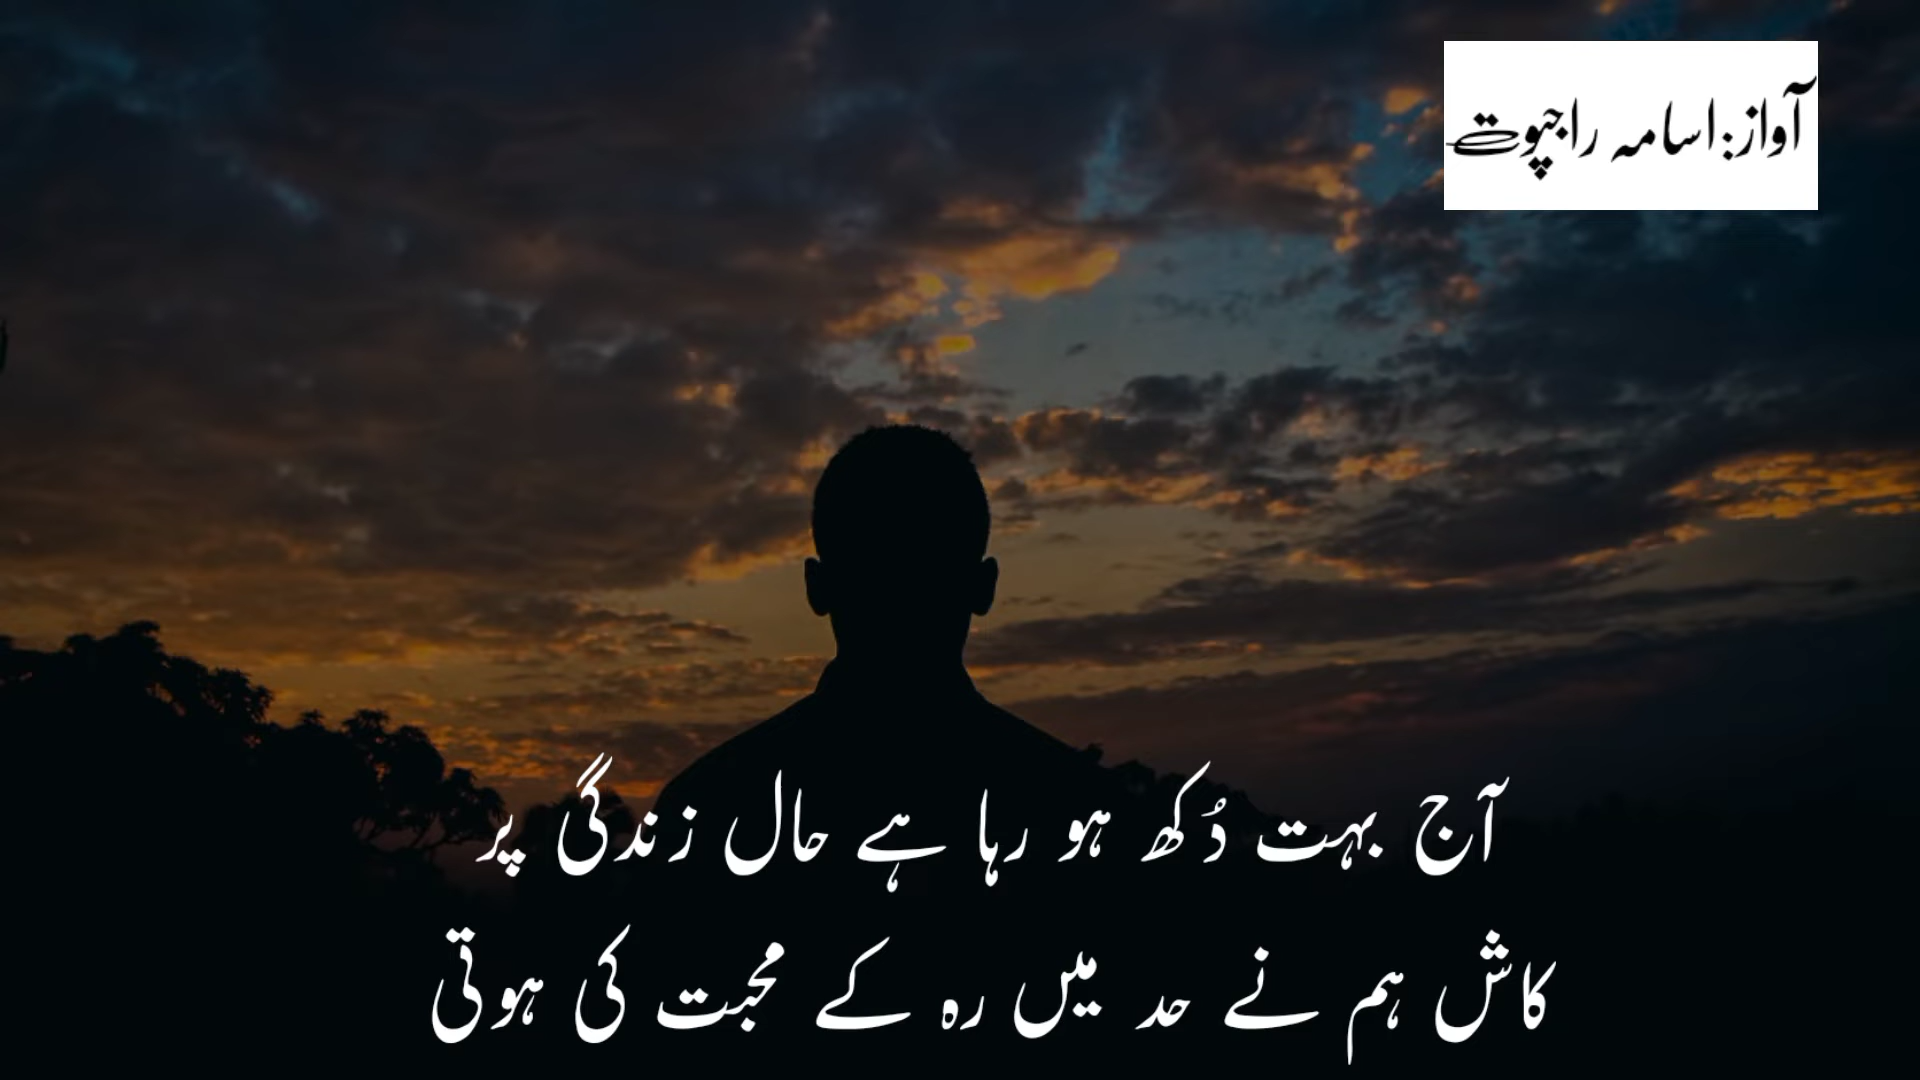 آواز:اسامہ راجپوت
آج بہت دُکھ ہو رہا ہے حال زندگی پر
کاش ہم نے حد میں رہ کے محبت کی ہوتی